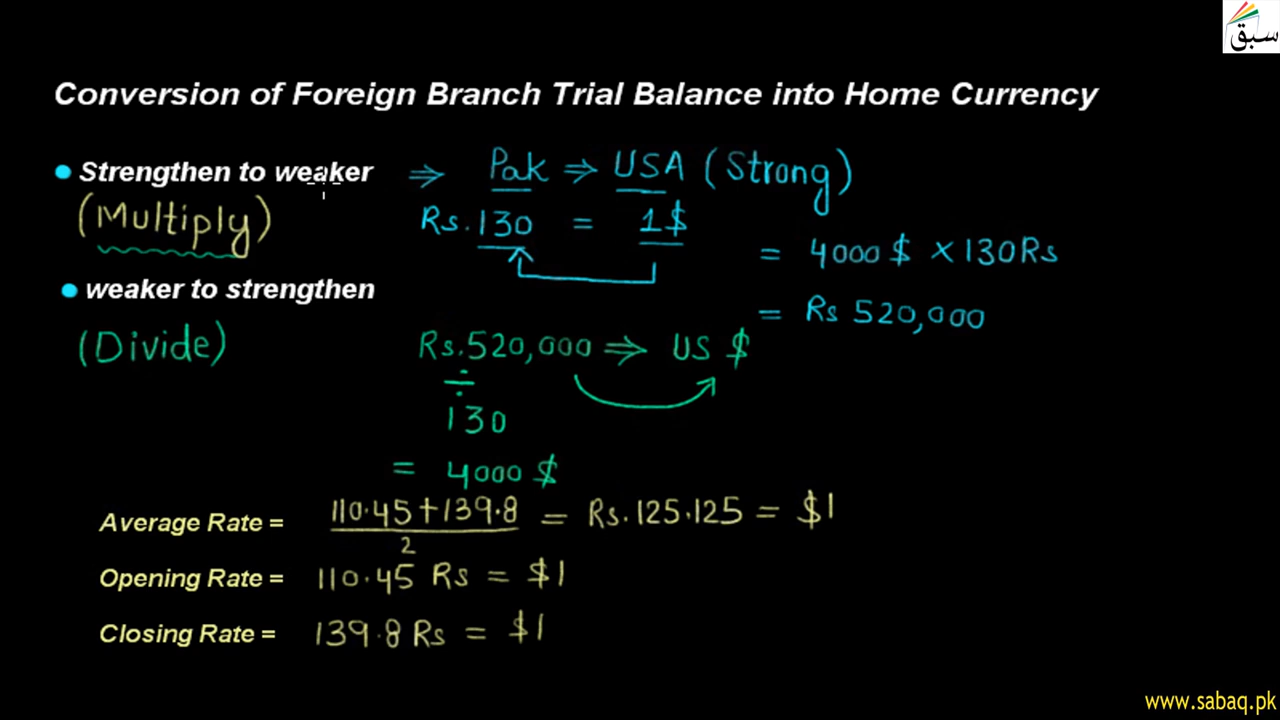 سبق
Conversion of Foreign Branch Trial Balance into Home Currency
Strengthen to weaker ⇒ Pak ⇒ USA (Strong)
(Multiply) Rs.130 = 1$
= 4000 $ × 130Rs
weaker to strengthen
= Rs 520,000
(Divide) Rs.520,000 ⇒ US $
÷
130
= 4000 $
Average Rate = 110.45+139.8 = Rs.125.125 = $1
2
Opening Rate = 110.45 Rs = $1
Closing Rate = 139.8 Rs = $1
www.sabaq.pk